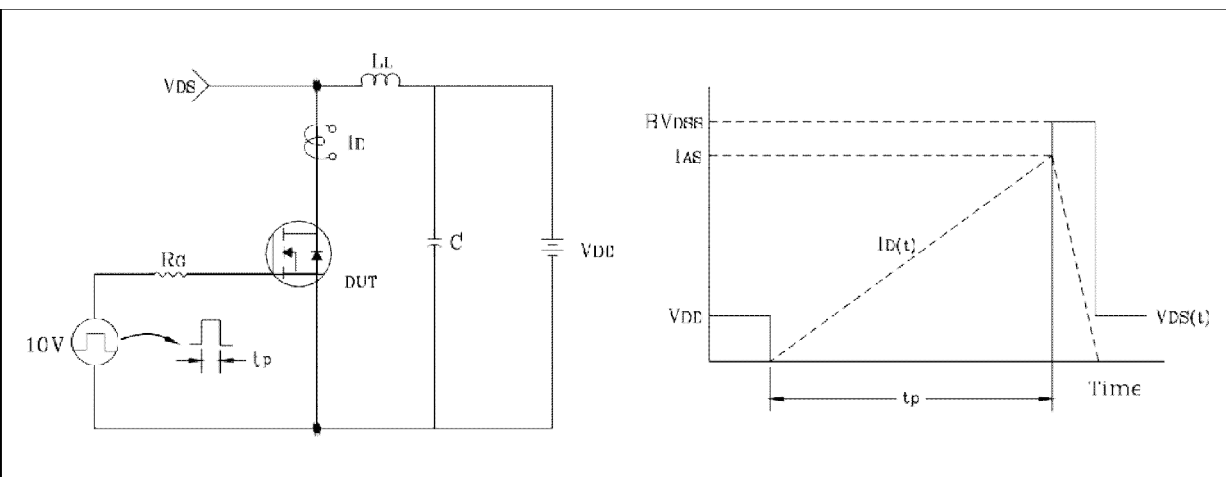 LL
VDS
ID
C
VDD
RG
DUT
10V
tp
BVDSS
IAS
ID(t)
VDD
VDS(t)
tp
Time